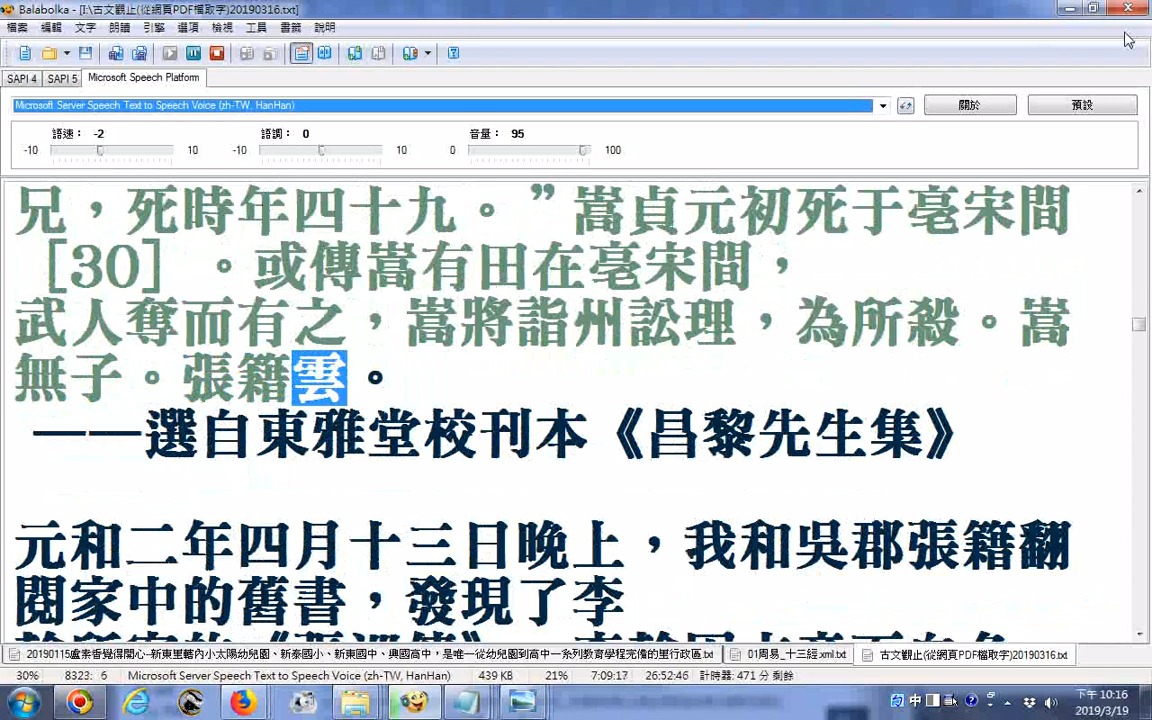 Balabolka - [I:\古文觀止(從網頁PDF檔取字)20190316.txt]
檔案 編輯 文字 朗讀 引擎 選項 檢視 工具 書籤 說明
SAPI 4 SAPI 5 Microsoft Speech Platform
Microsoft Server Speech Text to Speech Voice (zh-TW, HanHan) 關於 預設
語速： -2 語調： 0 音量： 95
-10 10 -10 10 0 100
兄，死時年四十九。”嵩貞元初死于亳宋間
［30］。或傳嵩有田在亳宋間，
武人奪而有之，嵩將詣州訟理，為所殺。嵩
無子。張籍雲。
——選自東雅堂校刊本《昌黎先生集》
元和二年四月十三日晚上，我和吳郡張籍翻
閱家中的舊書，發現了李
20190115盧素香覺得開心--新東里轄內小太陽幼兒園、新泰國小、新東國中、興國高中，是唯一從幼兒園到高中一系列教育學程完備的里行政區.txt 01周易_十三經.xml.txt 古文觀止(從網頁PDF檔取字)20190316.txt
30% 8323: 6 Microsoft Server Speech Text to Speech Voice (zh-TW, HanHan) 439 KB 21% 7:09:17 26:52:46 計時器: 471 分 剩餘
中 下午 10:16
2019/3/19